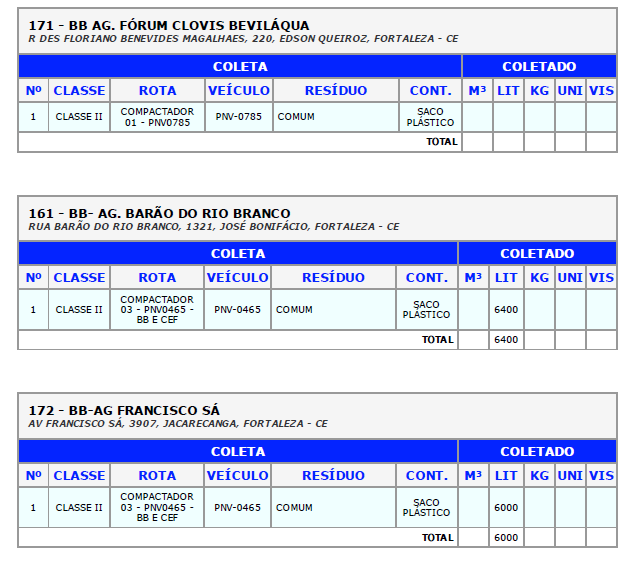 171 - BB AG. FÓRUM CLOVIS BEVILÁQUA
R DES FLORIANO BENEVIDES MAGALHAES, 220, EDSON QUEIROZ, FORTALEZA - CE
COLETA COLETADO
Nº CLASSE ROTA VEÍCULO RESÍDUO CONT. M³ LIT KG UNI VIS
1 CLASSE II COMPACTADOR 01 - PNV0785 PNV-0785 COMUM SACO PLÁSTICO
TOTAL
161 - BB- AG. BARÃO DO RIO BRANCO
RUA BARÃO DO RIO BRANCO, 1321, JOSÉ BONIFÁCIO, FORTALEZA - CE
COLETA COLETADO
Nº CLASSE ROTA VEÍCULO RESÍDUO CONT. M³ LIT KG UNI VIS
1 CLASSE II COMPACTADOR 03 - PNV0465 - BB E CEF PNV-0465 COMUM SACO PLÁSTICO 6400
TOTAL 6400
172 - BB-AG FRANCISCO SÁ
AV FRANCISCO SÁ, 3907, JACARECANGA, FORTALEZA - CE
COLETA COLETADO
Nº CLASSE ROTA VEÍCULO RESÍDUO CONT. M³ LIT KG UNI VIS
1 CLASSE II COMPACTADOR 03 - PNV0465 - BB E CEF PNV-0465 COMUM SACO PLÁSTICO 6000
TOTAL 6000